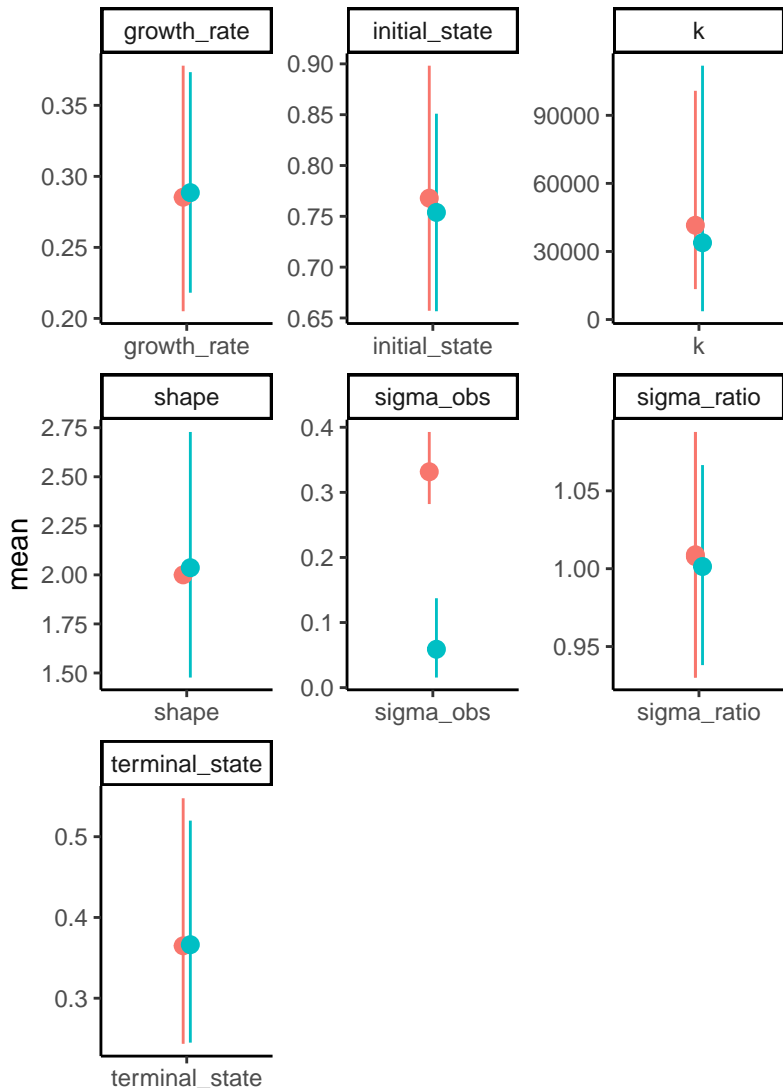 growth_rate
initial_state
k
0.35
0.30
0.25
0.20
growth_rate
0.90
0.85
0.80
0.75
0.70
0.65
initial_state
90000
60000
30000
0
k
mean
shape
sigma_obs
sigma_ratio
2.75
2.50
2.25
2.00
1.75
1.50
shape
0.4
0.3
0.2
0.1
0.0
sigma_obs
1.05
1.00
0.95
sigma_ratio
terminal_state
0.5
0.4
0.3
terminal_state